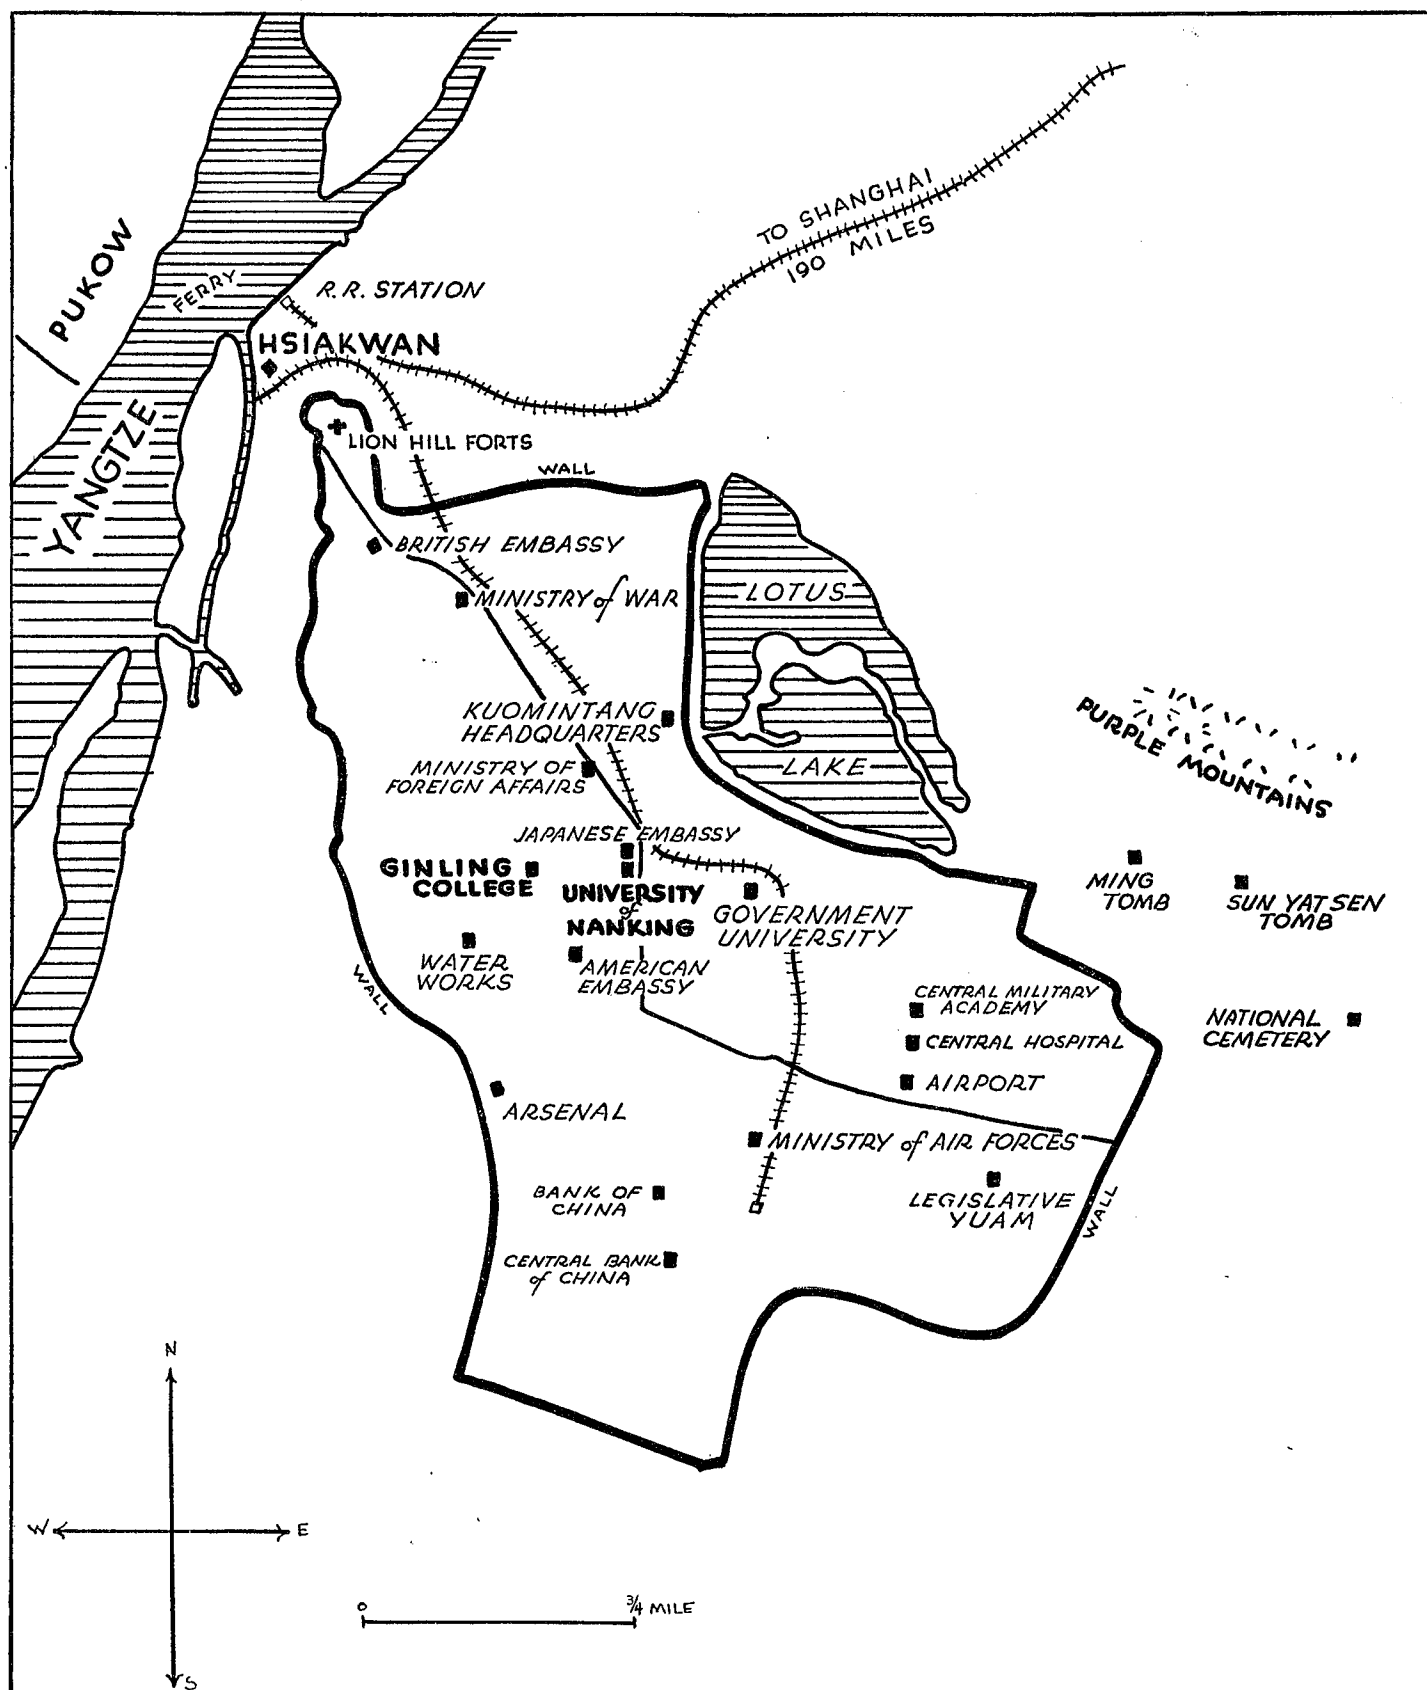 TO SHANGHAI
190 MILES
PUKOW
FERRY
R.R. STATION
HSIAKWAN
YANGTZE
LION HILL FORTS
WALL
BRITISH EMBASSY
LOTUS
MINISTRY of WAR
KUOMINTANG
HEADQUARTERS
PURPLE MOUNTAINS
MINISTRY OF
FOREIGN AFFAIRS
LAKE
JAPANESE EMBASSY
GINLING
COLLEGE
UNIVERSITY
of
NANKING
GOVERNMENT
UNIVERSITY
MING
TOMB
SUN YAT SEN
TOMB
WATER
WORKS
AMERICAN
EMBASSY
WALL
CENTRAL MILITARY
ACADEMY
NATIONAL
CEMETERY
CENTRAL HOSPITAL
AIRPORT
ARSENAL
MINISTRY of AIR FORCES
BANK OF
CHINA
LEGISLATIVE
YUAM
WALL
CENTRAL BANK
of CHINA
N
W E
S
0 3/4 MILE